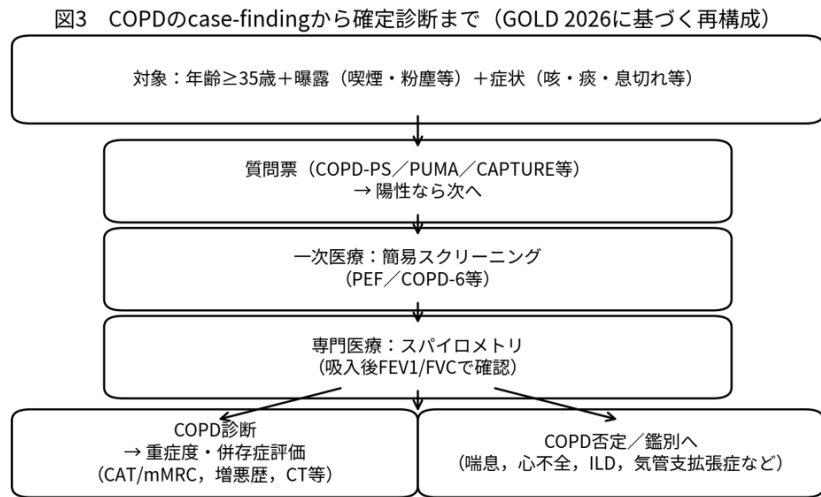 図3　COPDのcase-findingから確定診断まで（GOLD 2026に基づく再構成）
対象：年齢≥35歳＋曝露（喫煙・粉塵等）＋症状（咳・痰・息切れ等）
質問票（COPD-PS／PUMA／CAPTURE等）
→ 陽性なら次へ
一次医療：簡易スクリーニング
（PEF／COPD-6等）
専門医療：スパイロメトリ
（吸入後FEV1/FVCで確認）
COPD診断
→ 重症度・併存症評価
（CAT/mMRC，増悪歴，CT等）
COPD否定／鑑別へ
（喘息，心不全，ILD，気管支拡張症など）